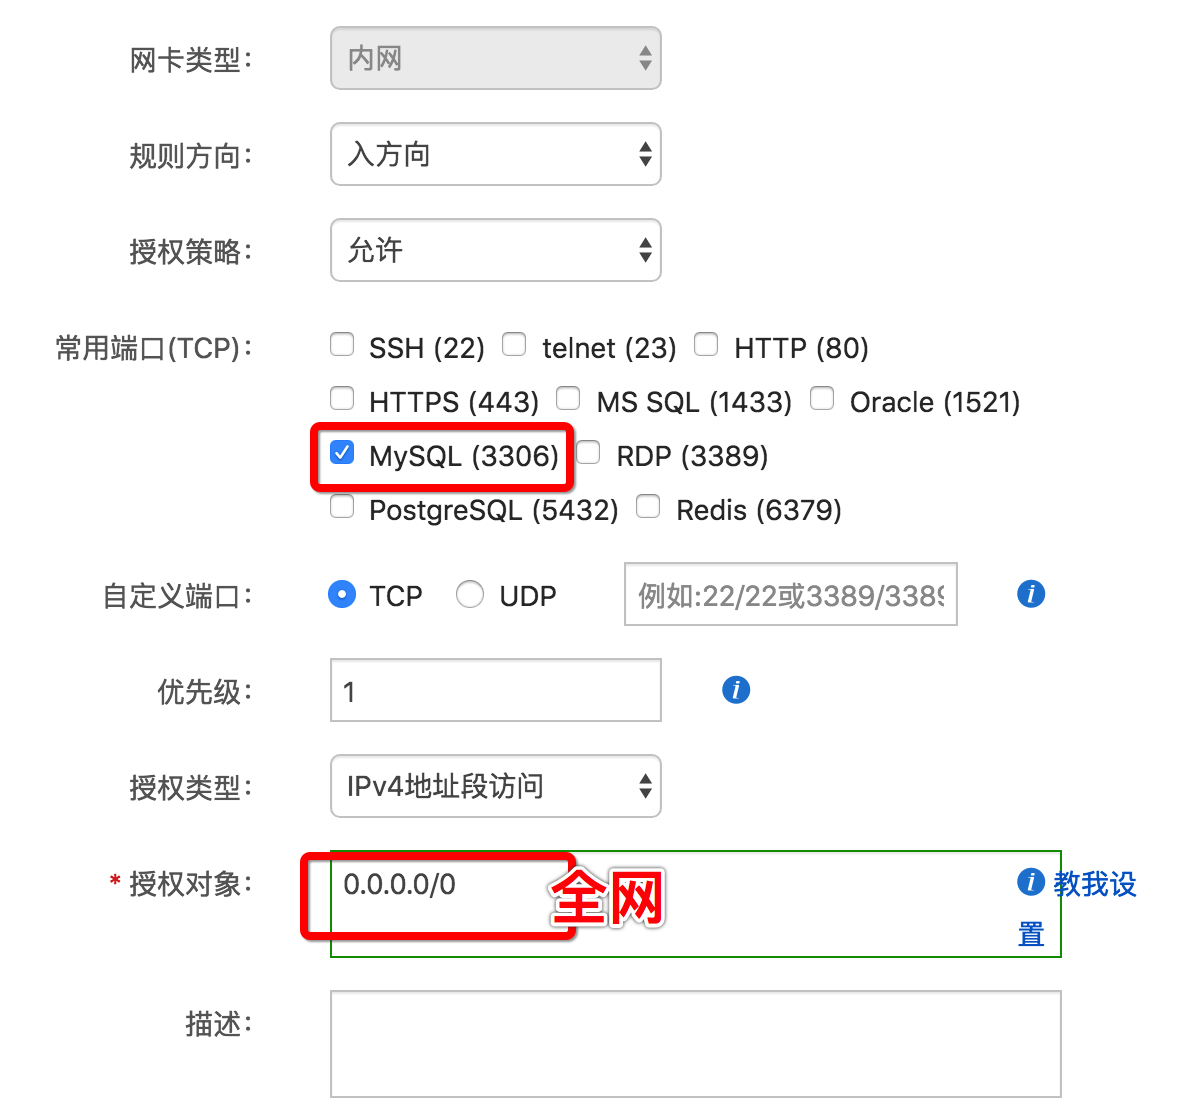 网卡类型： 内网
规则方向： 入方向
授权策略： 允许
常用端口(TCP)： SSH (22) telnet (23) HTTP (80)
HTTPS (443) MS SQL (1433) Oracle (1521)
MySQL (3306) RDP (3389)
PostgreSQL (5432) Redis (6379)
自定义端口： TCP UDP 例如:22/22或3389/3389
优先级： 1
授权类型： IPv4地址段访问
* 授权对象： 0.0.0.0/0 全网 教我设
置
描述：